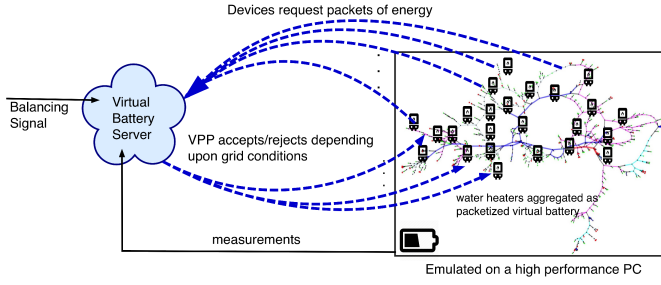 Devices request packets of energy
Balancing
Signal
Virtual
Battery
Server
VPP accepts/rejects depending
upon grid conditions
water heaters aggregated as
packetized virtual battery
measurements
Emulated on a high performance PC